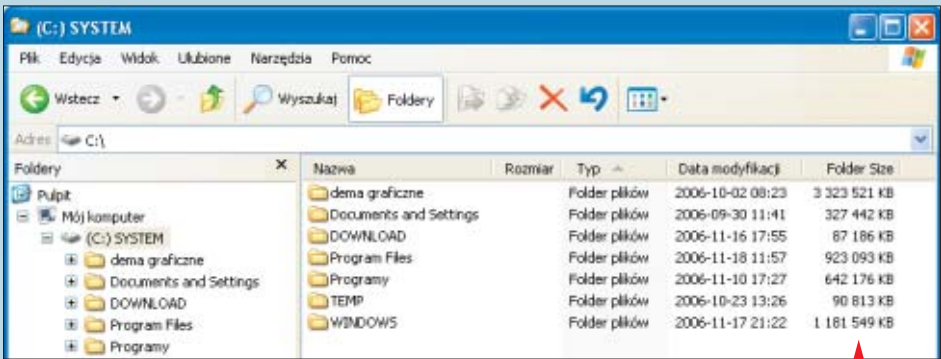 (C:) SYSTEM
Plik Edycja Widok Ulubione Narzędzia Pomoc
Wstecz Wyszukaj Foldery
Adres C:\
Foldery x Nazwa Rozmiar Typ Data modyfikacji Folder Size
Pulpit
Mój komputer
(C:) SYSTEM
dema graficzne
Documents and Settings
DOWNLOAD
Program Files
Programy
dema graficzne Folder plików 2006-10-02 08:23 3 323 521 KB
Documents and Settings Folder plików 2006-09-30 11:41 327 442 KB
DOWNLOAD Folder plików 2006-11-16 17:55 87 186 KB
Program Files Folder plików 2006-11-18 11:57 923 093 KB
Programy Folder plików 2006-11-10 17:27 642 176 KB
TEMP Folder plików 2006-10-23 13:26 90 813 KB
WINDOWS Folder plików 2006-11-17 21:22 1 181 549 KB